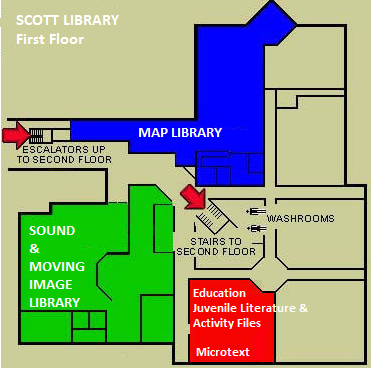 SCOTT LIBRARY
First Floor
MAP LIBRARY
ESCALATORS UP
TO SECOND FLOOR
WASHROOMS
STAIRS TO
SECOND FLOOR
SOUND
&
MOVING
IMAGE
LIBRARY
Education
Juvenile Literature &
Activity Files
Microtext